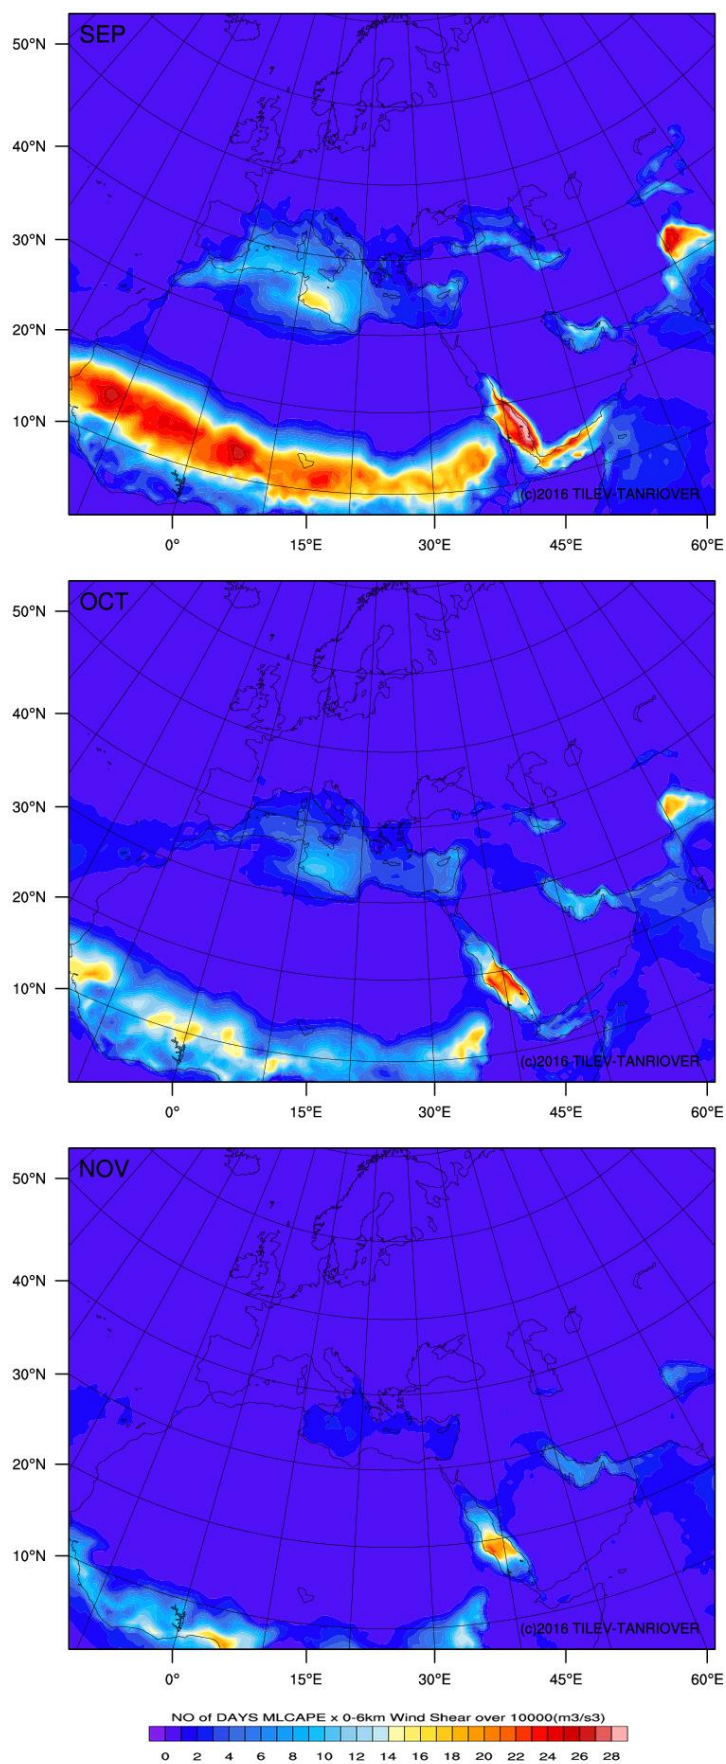 SEP
50°N
40°N
30°N
20°N
10°N
(c)2016 TILEV-TANRIOVER
0° 15°E 30°E 45°E 60°E
OCT
50°N
40°N
30°N
20°N
10°N
(c)2016 TILEV-TANRIOVER
0° 15°E 30°E 45°E 60°E
NOV
50°N
40°N
30°N
20°N
10°N
(c)2016 TILEV-TANRIOVER
0° 15°E 30°E 45°E 60°E
NO of DAYS MLCAPE x 0-6km Wind Shear over 10000(m3/s3)
0 2 4 6 8 10 12 14 16 18 20 22 24 26 28